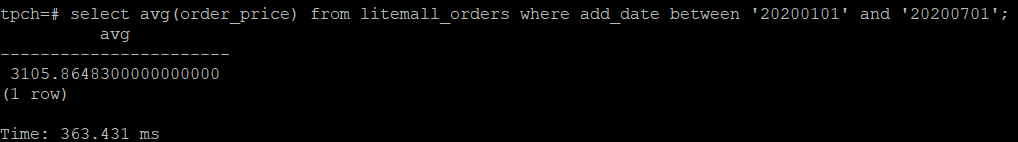 tpch=# select avg(order_price) from litemall_orders where add_date between '20200101' and '20200701';
avg
-----------------------
3105.8648300000000000
(1 row)
Time: 363.431 ms